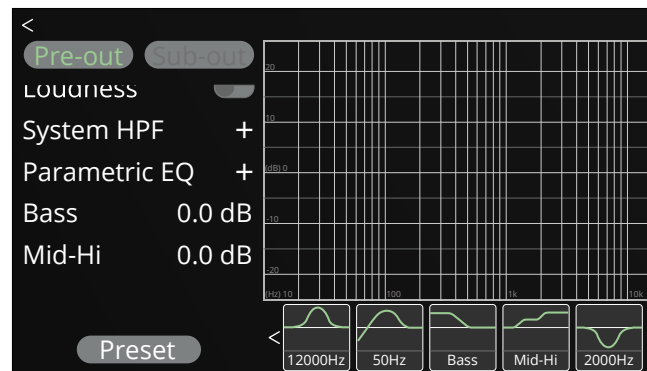 <
Pre-out Sub-out
Loudness
System HPF +
Parametric EQ +
Bass 0.0 dB
Mid-Hi 0.0 dB
Preset
20
10
(dB) 0
-10
-20
(Hz) 10 100 1k 10k
<
12000Hz 50Hz Bass Mid-Hi 2000Hz